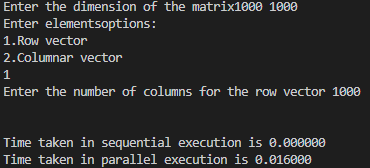 Enter the dimension of the matrix1000 1000
Enter elementsoptions:
1.Row vector
2.Columnar vector
1
Enter the number of columns for the row vector 1000
Time taken in sequential execution is 0.000000
Time taken in parallel execution is 0.016000